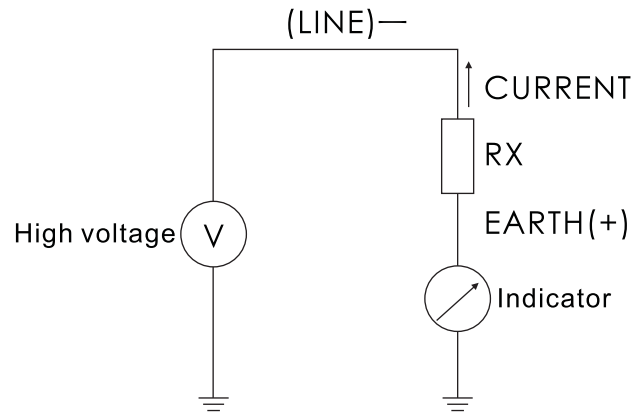 (LINE)—
CURRENT
RX
EARTH(+)
High voltage
V
Indicator